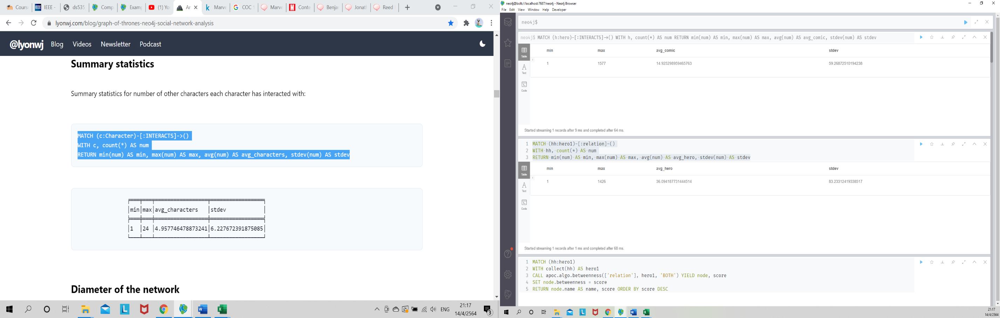 Cours
IEEE -
ds535
Comp
Examp
(1) Yo
Ar
Marve
COC 1
Marve
Conte
Benjar
Jonath
Reed
lyonwj.com/blog/graph-of-thrones-neo4j-social-network-analysis
@lyonwj Blog Videos Newsletter Podcast
Summary statistics
Summary statistics for number of other characters each character has interacted with:
MATCH (c:Character)-[:INTERACTS]->()
WITH c, count(*) AS num
RETURN min(num) AS min, max(num) AS max, avg(num) AS avg_characters, stdev(num) AS stdev
min max avg_characters stdev
1 24 4.957746478873241 6.227672391875085
Diameter of the network
ENG
21:17
14/4/2564
3
neo4j@bolt://localhost:7687/neo4j - Neo4j Browser
File Edit View Window Help Developer
neo4j$
neo4j$ MATCH (h:hero)-[:INTERACTS]→() WITH h, count(*) AS num RETURN min(num) AS min, max(num) AS max, avg(num) AS avg_comic, stdev(num) AS stdev
Table
Text
Code
min max avg_comic stdev
1 1 1577 14.925298959465763 59.26872510194238
Started streaming 1 records after 9 ms and completed after 64 ms.
1 MATCH (hh:hero1)-[:relation]-()
2 WITH hh, count(*) AS num
3 RETURN min(num) AS min, max(num) AS max, avg(num) AS avg_hero, stdev(num) AS stdev
Table
Text
Code
min max avg_hero stdev
1 1 1426 36.094187731444514 83.23312419338517
Started streaming 1 records after 1 ms and completed after 68 ms.
1 MATCH (hh:hero1)
2 WITH collect(hh) AS hero1
3 CALL apoc.algo.betweenness(['relation'], hero1, 'BOTH') YIELD node, score
4 SET node.betweenness = score
5 RETURN node.name AS name, score ORDER BY score DESC
21:17
14/4/2564